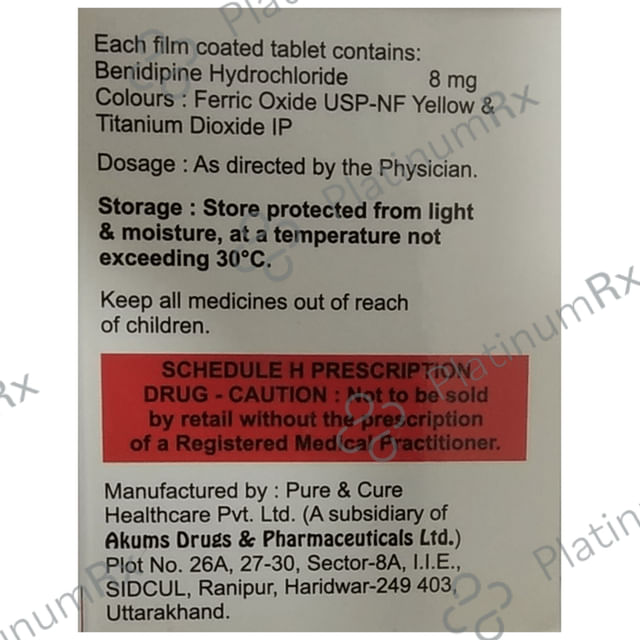 Each film coated tablet contains:
Benidipine Hydrochloride 8 mg
Colours : Ferric Oxide USP-NF Yellow &
Titanium Dioxide IP
Dosage : As directed by the Physician.
Storage : Store protected from light
& moisture, at a temperature not
exceeding 30°C.
Keep all medicines out of reach
of children.
SCHEDULE H PRESCRIPTION
DRUG - CAUTION : Not to be sold
by retail without the prescription
of a Registered Medical Practitioner.
Manufactured by : Pure & Cure
Healthcare Pvt. Ltd. (A subsidiary of
Akums Drugs & Pharmaceuticals Ltd.)
Plot No. 26A, 27-30, Sector-8A, I.I.E.,
SIDCUL, Ranipur, Haridwar-249 403,
Uttarakhand.
PlatinumRx
PlatinumRx
PlatinumRx